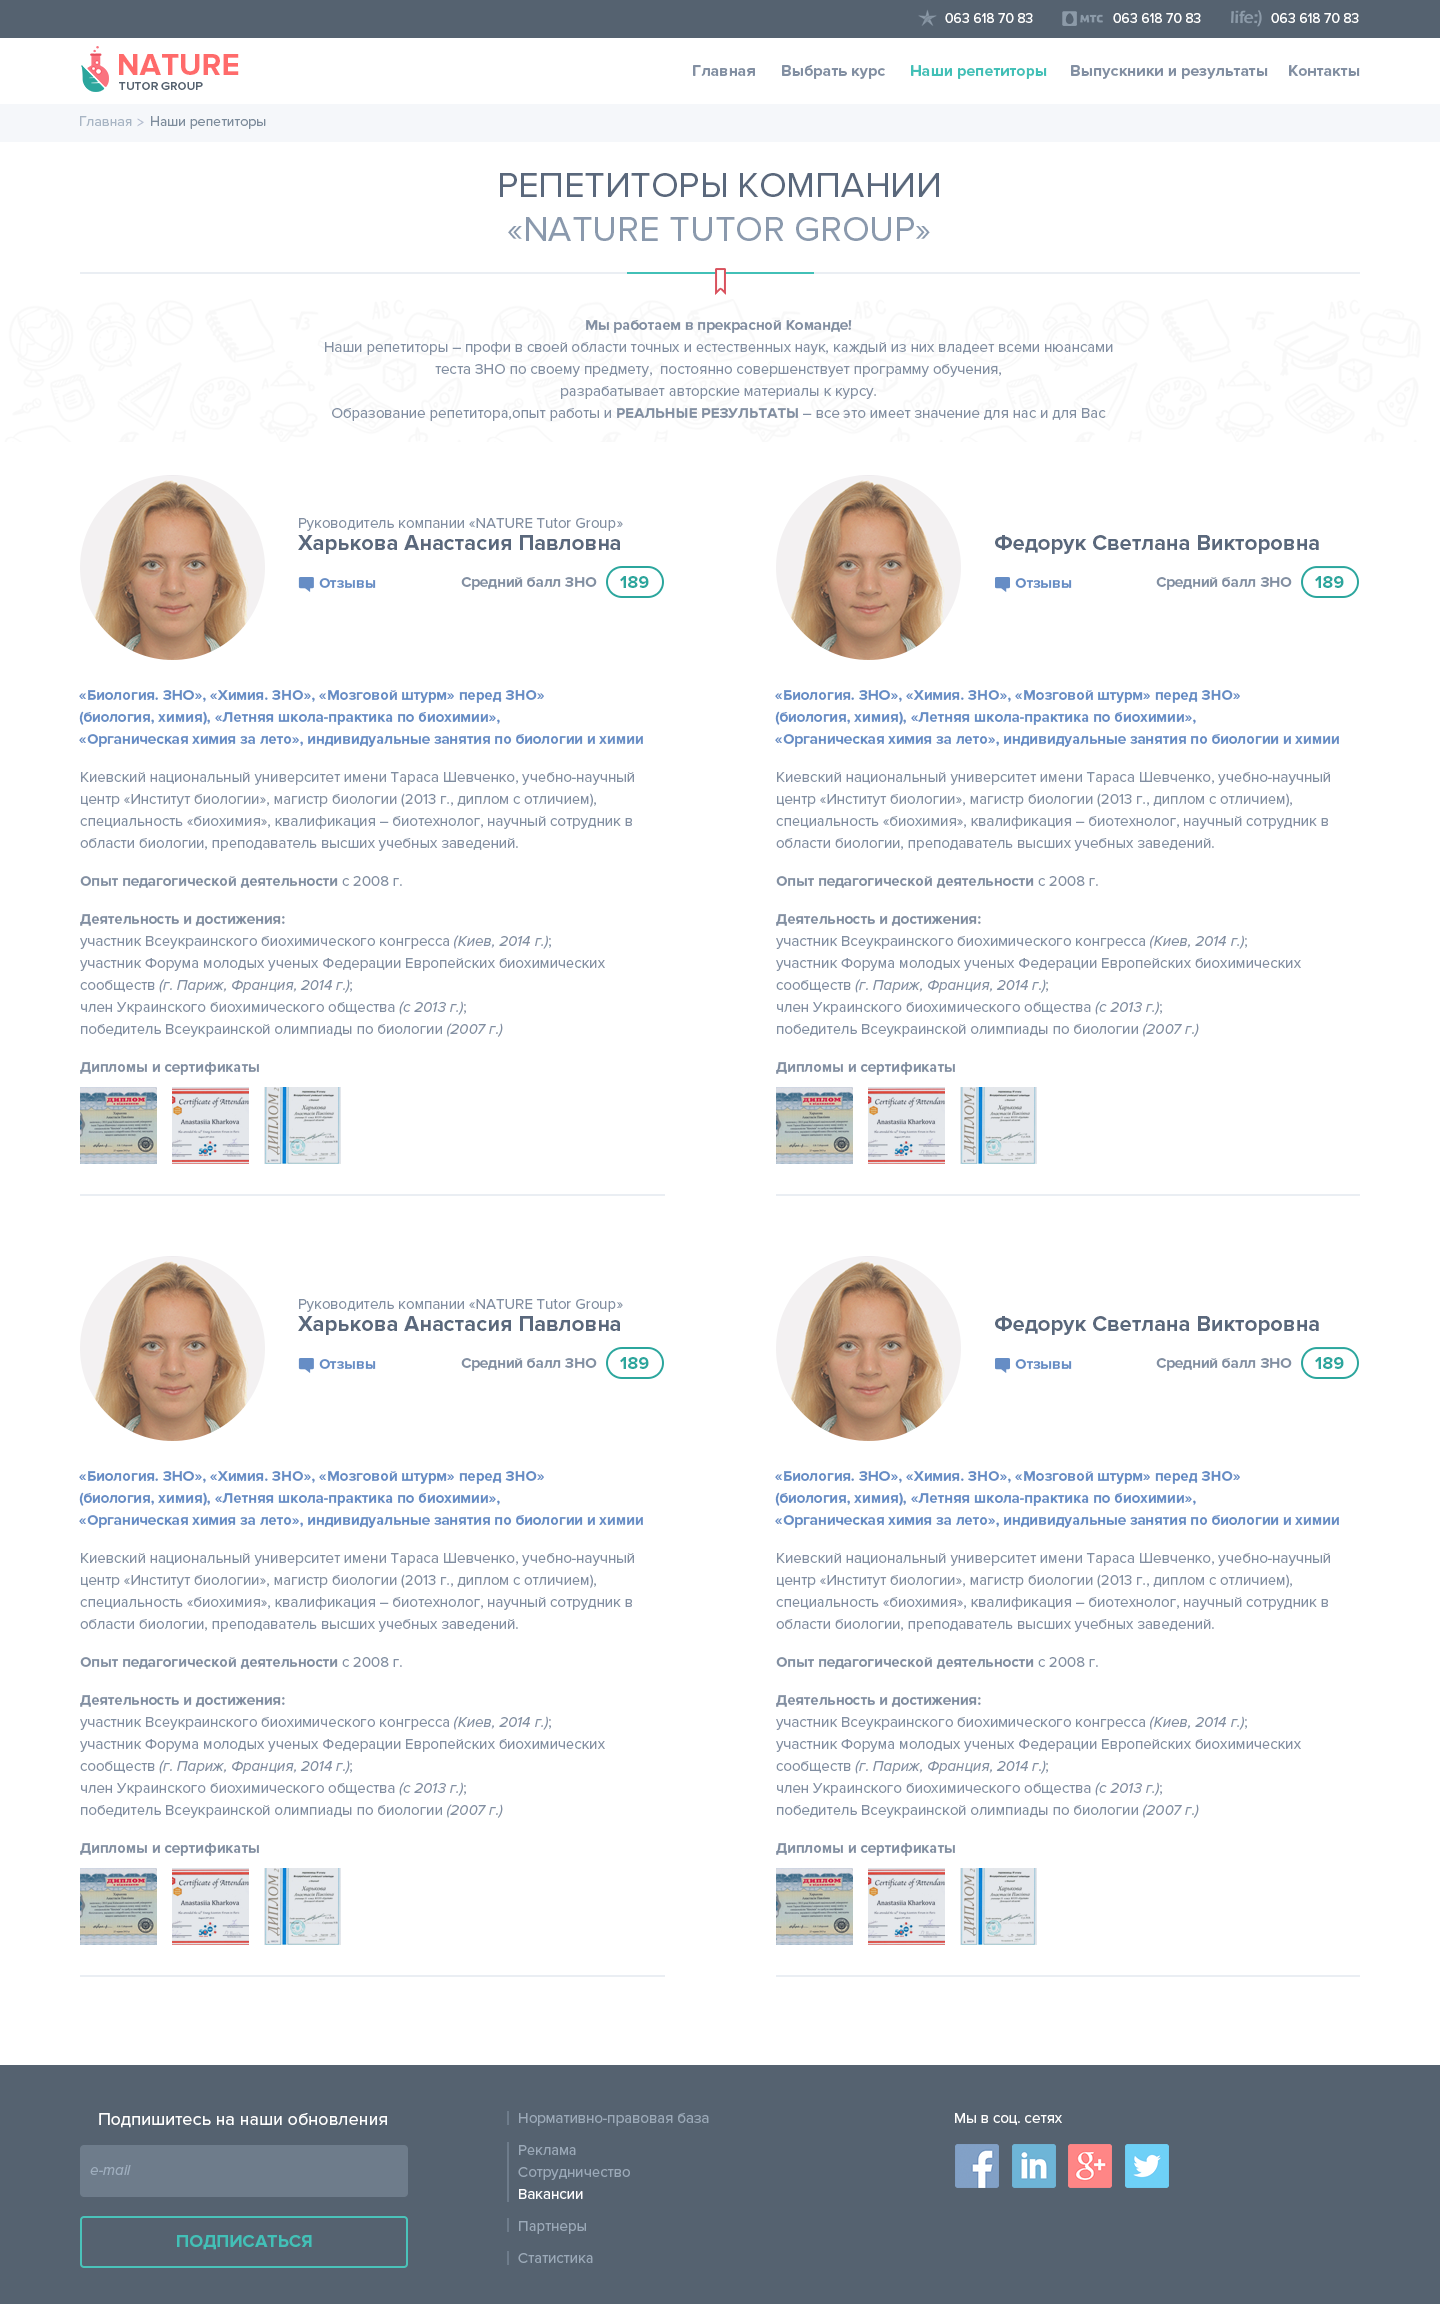 063 618 70 83
мтс 063 618 70 83
life:) 063 618 70 83
NATURE
TUTOR GROUP
Главная Выбрать курс Наши репетиторы Выпускники и результаты Контакты
Главная > Наши репетиторы
РЕПЕТИТОРЫ КОМПАНИИ
«NATURE TUTOR GROUP»
Мы работаем в прекрасной Команде!
Наши репетиторы – профи в своей области точных и естественных наук, каждый из них владеет всеми нюансами
теста ЗНО по своему предмету, постоянно совершенствует программу обучения,
разрабатывает авторские материалы к курсу.
Образование репетитора,опыт работы и РЕАЛЬНЫЕ РЕЗУЛЬТАТЫ – все это имеет значение для нас и для Вас
Руководитель компании «NATURE Tutor Group»
Харькова Анастасия Павловна
Отзывы Средний балл ЗНО 189
«Биология. ЗНО», «Химия. ЗНО», «Мозговой штурм» перед ЗНО»
(биология, химия), «Летняя школа-практика по биохимии»,
«Органическая химия за лето», индивидуальные занятия по биологии и химии
Киевский национальный университет имени Тараса Шевченко, учебно-научный
центр «Институт биологии», магистр биологии (2013 г., диплом с отличием),
специальность «биохимия», квалификация – биотехнолог, научный сотрудник в
области биологии, преподаватель высших учебных заведений.
Опыт педагогической деятельности с 2008 г.
Деятельность и достижения:
участник Всеукраинского биохимического конгресса (Киев, 2014 г.);
участник Форума молодых ученых Федерации Европейских биохимических
сообществ (г. Париж, Франция, 2014 г.);
член Украинского биохимического общества (с 2013 г.);
победитель Всеукраинской олимпиады по биологии (2007 г.)
Дипломы и сертификаты
ДИПЛОМ
Certificate of Attendan
Anastasiia Kharkova
ДИПЛОМ
Харькова
Федорук Светлана Викторовна
Отзывы Средний балл ЗНО 189
«Биология. ЗНО», «Химия. ЗНО», «Мозговой штурм» перед ЗНО»
(биология, химия), «Летняя школа-практика по биохимии»,
«Органическая химия за лето», индивидуальные занятия по биологии и химии
Киевский национальный университет имени Тараса Шевченко, учебно-научный
центр «Институт биологии», магистр биологии (2013 г., диплом с отличием),
специальность «биохимия», квалификация – биотехнолог, научный сотрудник в
области биологии, преподаватель высших учебных заведений.
Опыт педагогической деятельности с 2008 г.
Деятельность и достижения:
участник Всеукраинского биохимического конгресса (Киев, 2014 г.);
участник Форума молодых ученых Федерации Европейских биохимических
сообществ (г. Париж, Франция, 2014 г.);
член Украинского биохимического общества (с 2013 г.);
победитель Всеукраинской олимпиады по биологии (2007 г.)
Дипломы и сертификаты
ДИПЛОМ
Certificate of Attendan
Anastasiia Kharkova
ДИПЛОМ
Харькова
Руководитель компании «NATURE Tutor Group»
Харькова Анастасия Павловна
Отзывы Средний балл ЗНО 189
«Биология. ЗНО», «Химия. ЗНО», «Мозговой штурм» перед ЗНО»
(биология, химия), «Летняя школа-практика по биохимии»,
«Органическая химия за лето», индивидуальные занятия по биологии и химии
Киевский национальный университет имени Тараса Шевченко, учебно-научный
центр «Институт биологии», магистр биологии (2013 г., диплом с отличием),
специальность «биохимия», квалификация – биотехнолог, научный сотрудник в
области биологии, преподаватель высших учебных заведений.
Опыт педагогической деятельности с 2008 г.
Деятельность и достижения:
участник Всеукраинского биохимического конгресса (Киев, 2014 г.);
участник Форума молодых ученых Федерации Европейских биохимических
сообществ (г. Париж, Франция, 2014 г.);
член Украинского биохимического общества (с 2013 г.);
победитель Всеукраинской олимпиады по биологии (2007 г.)
Дипломы и сертификаты
ДИПЛОМ
Certificate of Attendan
Anastasiia Kharkova
ДИПЛОМ
Харькова
Федорук Светлана Викторовна
Отзывы Средний балл ЗНО 189
«Биология. ЗНО», «Химия. ЗНО», «Мозговой штурм» перед ЗНО»
(биология, химия), «Летняя школа-практика по биохимии»,
«Органическая химия за лето», индивидуальные занятия по биологии и химии
Киевский национальный университет имени Тараса Шевченко, учебно-научный
центр «Институт биологии», магистр биологии (2013 г., диплом с отличием),
специальность «биохимия», квалификация – биотехнолог, научный сотрудник в
области биологии, преподаватель высших учебных заведений.
Опыт педагогической деятельности с 2008 г.
Деятельность и достижения:
участник Всеукраинского биохимического конгресса (Киев, 2014 г.);
участник Форума молодых ученых Федерации Европейских биохимических
сообществ (г. Париж, Франция, 2014 г.);
член Украинского биохимического общества (с 2013 г.);
победитель Всеукраинской олимпиады по биологии (2007 г.)
Дипломы и сертификаты
ДИПЛОМ
Certificate of Attendan
Anastasiia Kharkova
ДИПЛОМ
Харькова
Подпишитесь на наши обновления
e-mail
ПОДПИСАТЬСЯ
Нормативно-правовая база
Реклама
Сотрудничество
Вакансии
Партнеры
Статистика
Мы в соц. сетях
f in g+